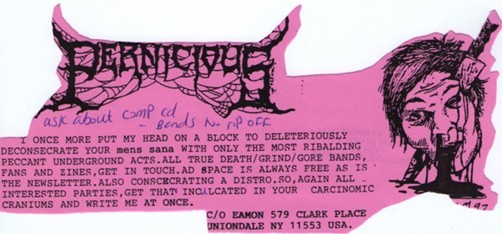 PERNICIOUS
ask about comp cd
- Bands no rip off
I ONCE MORE PUT MY HEAD ON A BLOCK TO DELETERIOUSLY
DECONSECRATE YOUR mens sana WITH ONLY THE MOST RIBALDING
PECCANT UNDERGROUND ACTS.ALL TRUE DEATH/GRIND/GORE BANDS,
FANS AND ZINES,GET IN TOUCH.AD SPACE IS ALWAYS FREE AS IS
THE NEWSLETTER.ALSO CONSCECRATING A DISTRO.SO,AGAIN ALL
INTERESTED PARTIES,GET THAT INCULCATED IN YOUR CARCINOMIC
CRANIUMS AND WRITE ME AT ONCE.
C/O EAMON 579 CLARK PLACE
UNIONDALE NY 11553 USA.